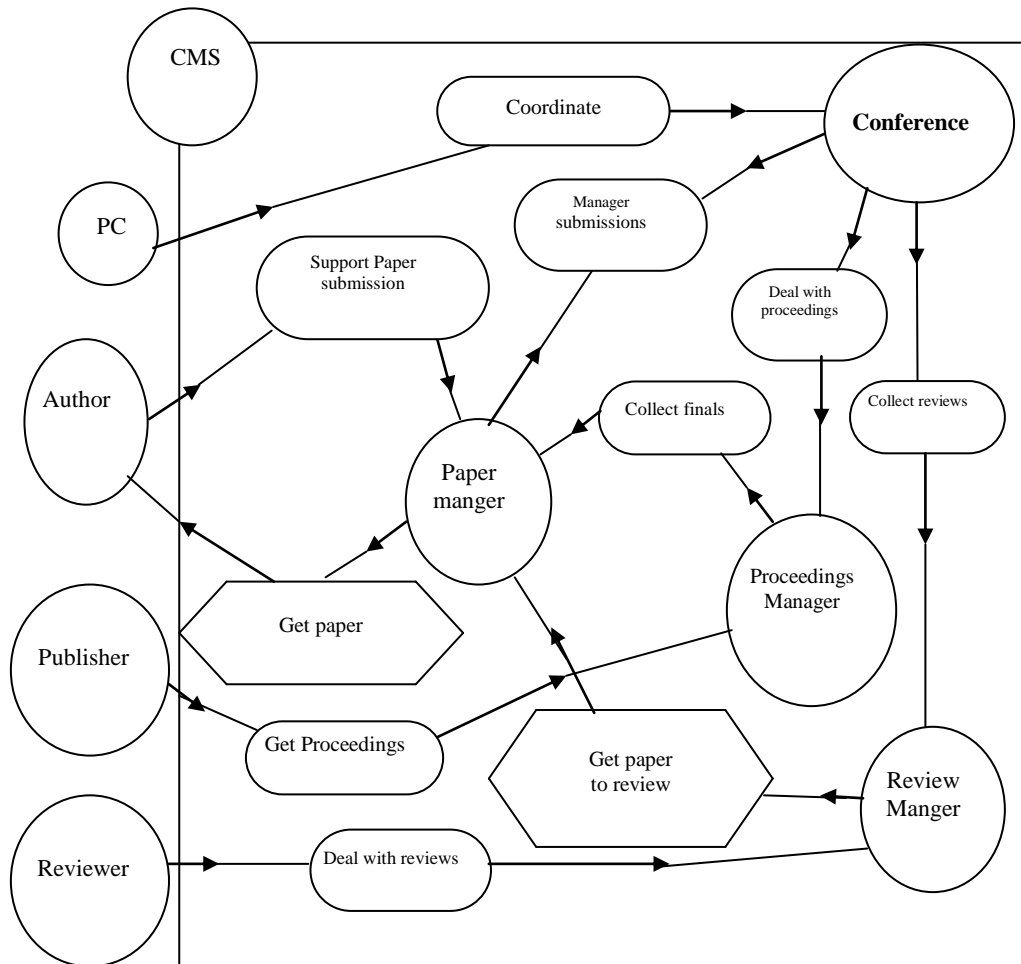 CMS
Coordinate
Conference
PC
Manager
submissions
Support Paper
submission
Deal with
proceedings
Author
Collect finals
Collect reviews
Paper
manger
Proceedings
Manager
Get paper
Publisher
Get Proceedings
Get paper
to review
Review
Manger
Reviewer
Deal with reviews